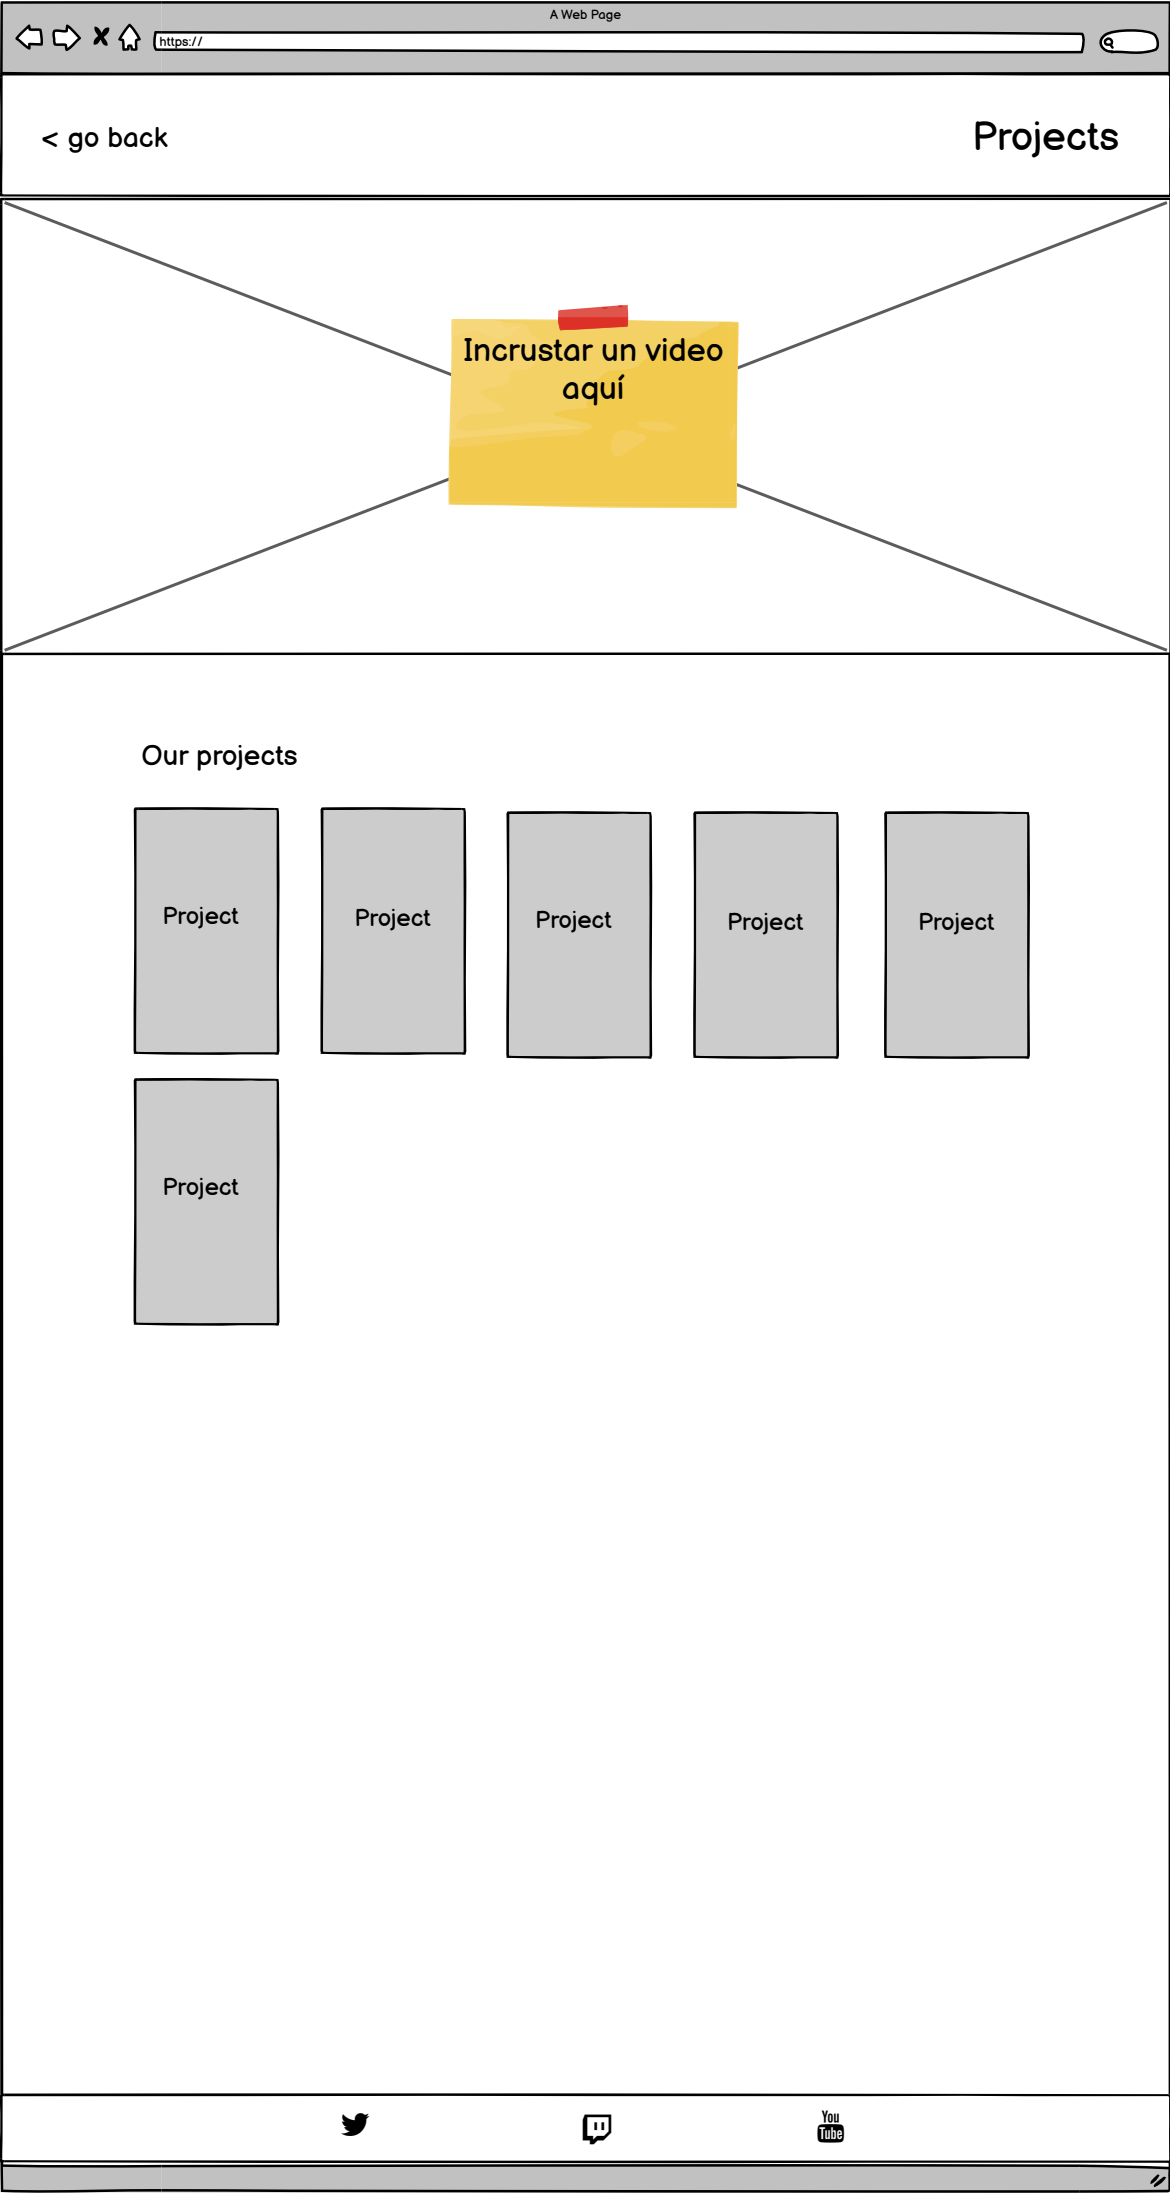 A Web Page
https://
< go back
Projects
Incrustar un video
aquí
Our projects
Project
Project
Project
Project
Project
Project
You
Tube